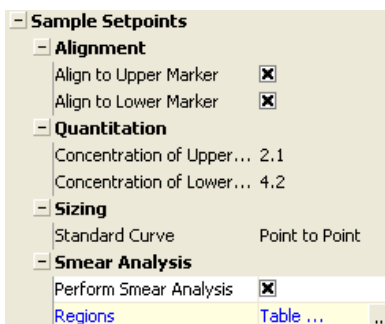 Sample Setpoints
Alignment
Align to Upper Marker
Align to Lower Marker
Quantitation
Concentration of Upper... 2.1
Concentration of Lower... 4.2
Sizing
Standard Curve Point to Point
Smear Analysis
Perform Smear Analysis
Regions Table ... ..